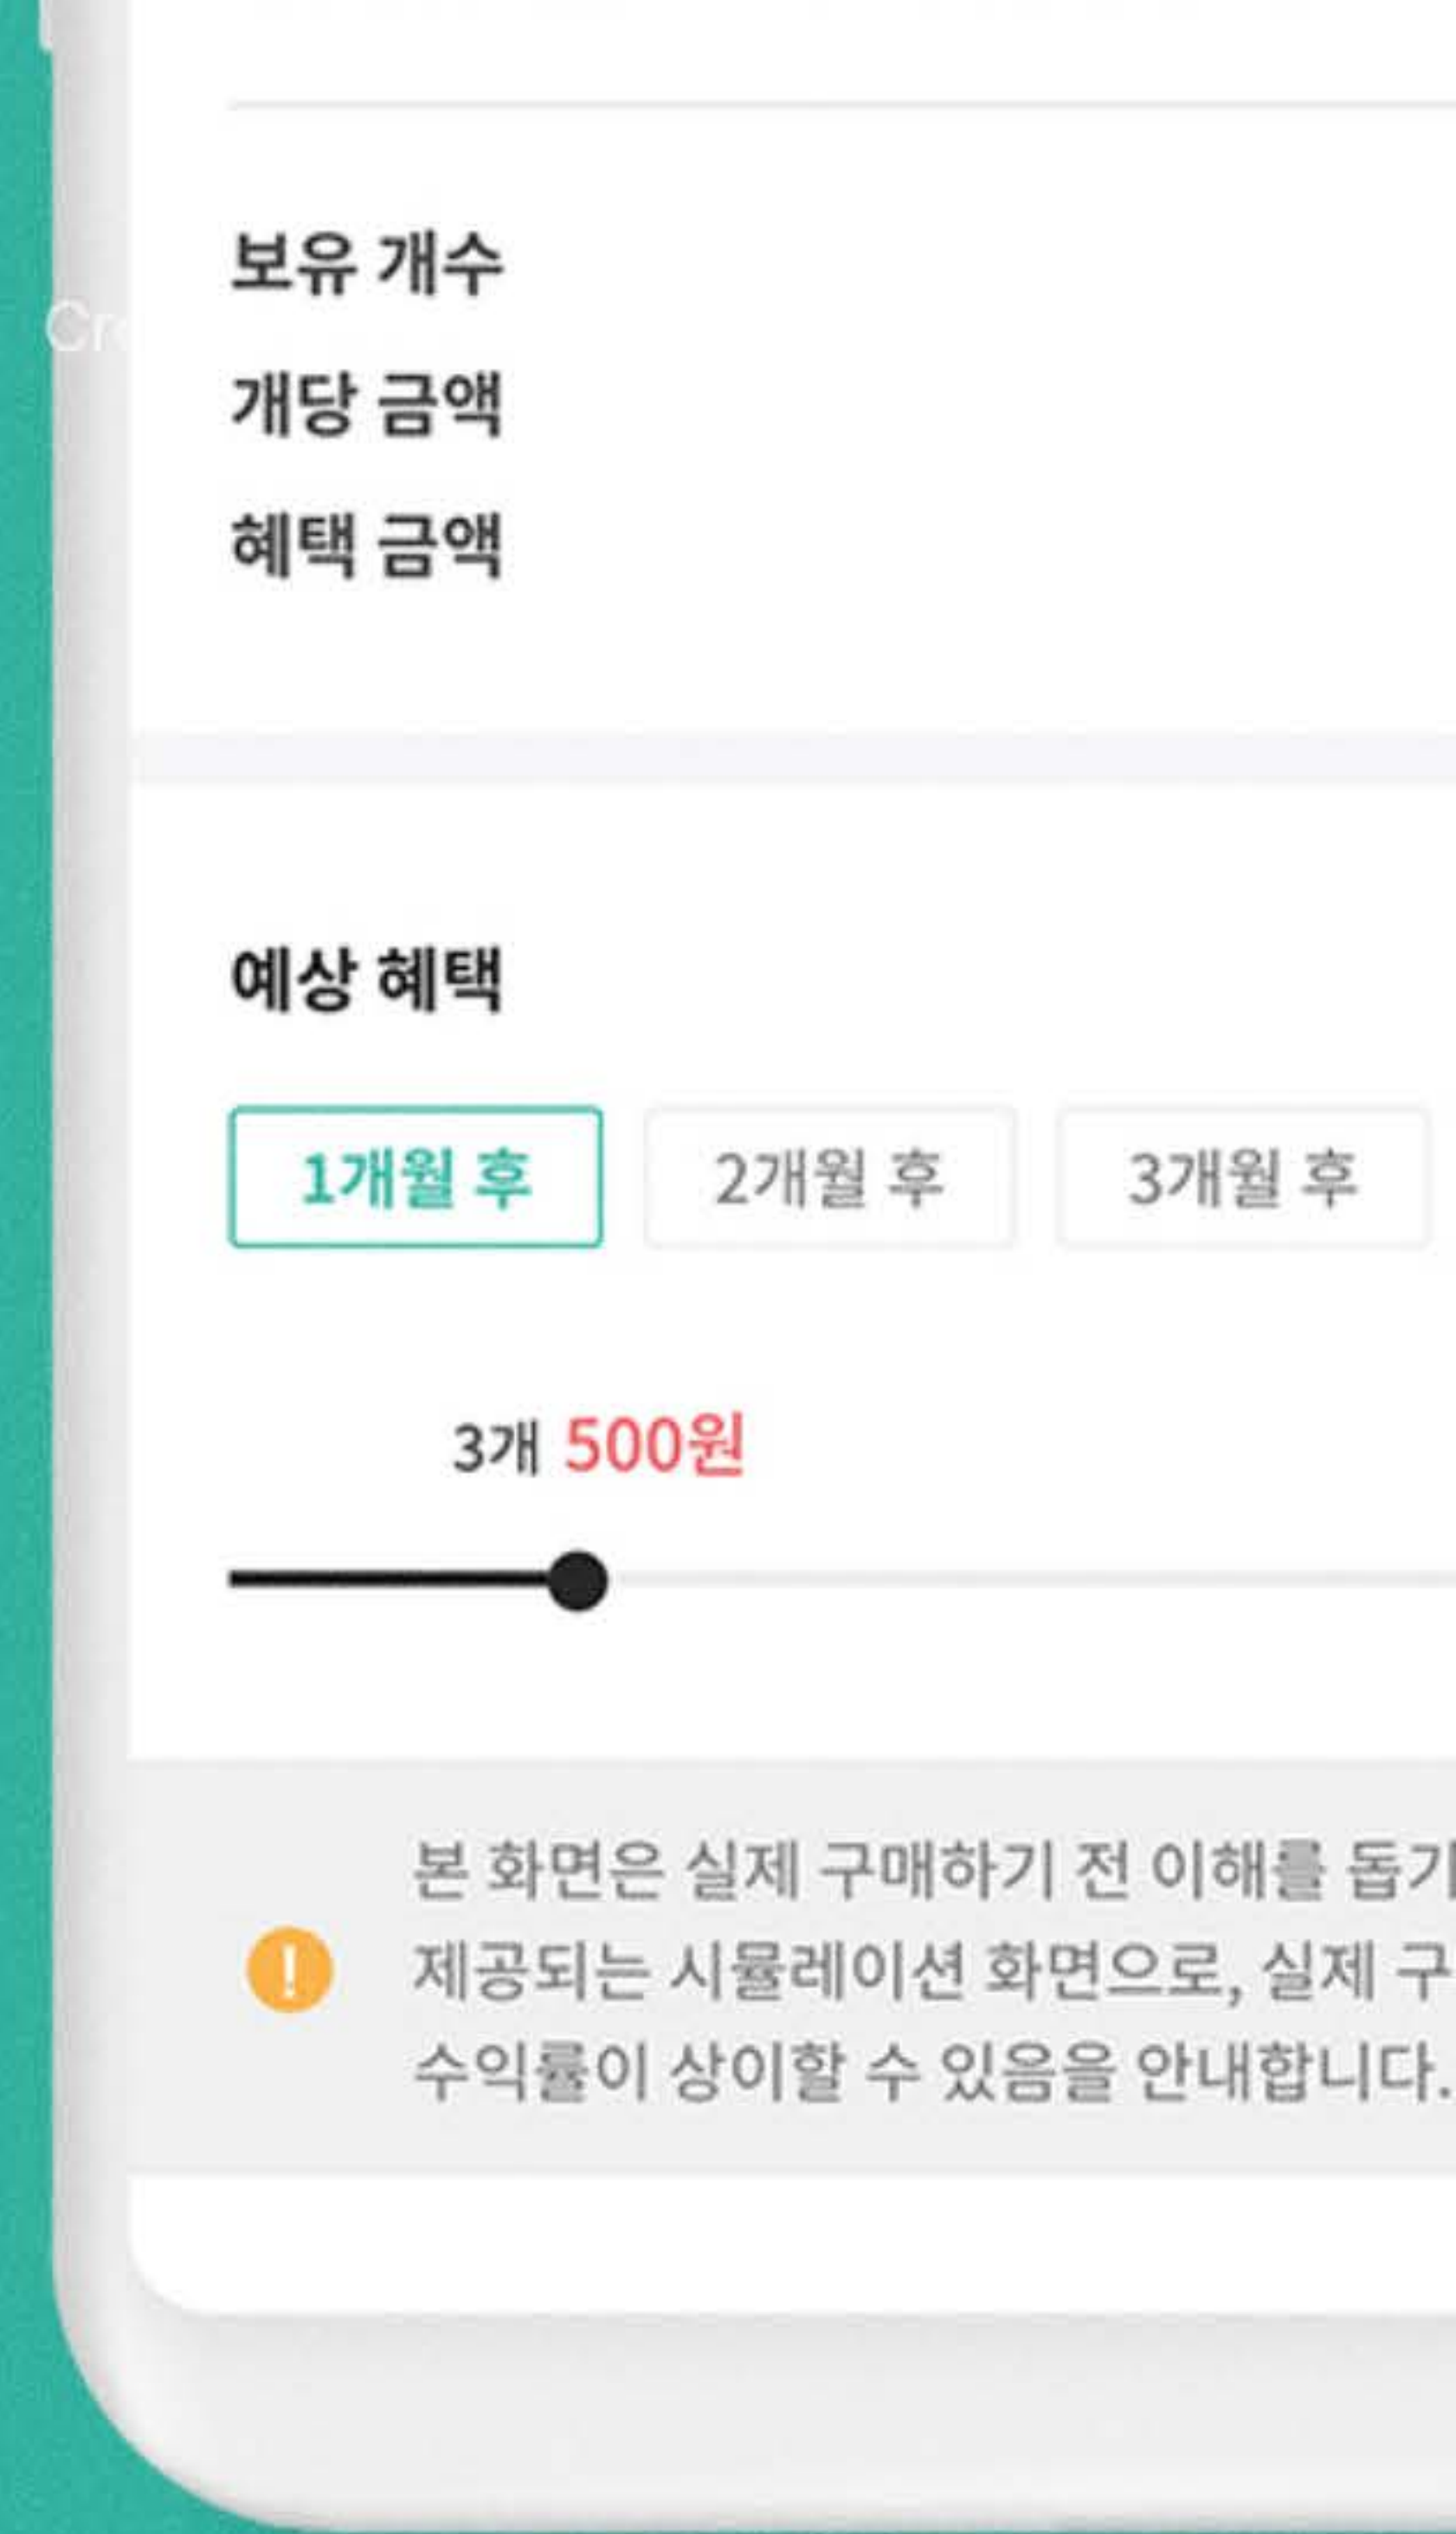 보유 개수
Cre
개당 금액
혜택 금액
예상 혜택
1개월 후 2개월 후 3개월 후
3개 500원
본 화면은 실제 구매하기 전 이해를 돕기
제공되는 시뮬레이션 화면으로, 실제 구
수익률이 상이할 수 있음을 안내합니다.